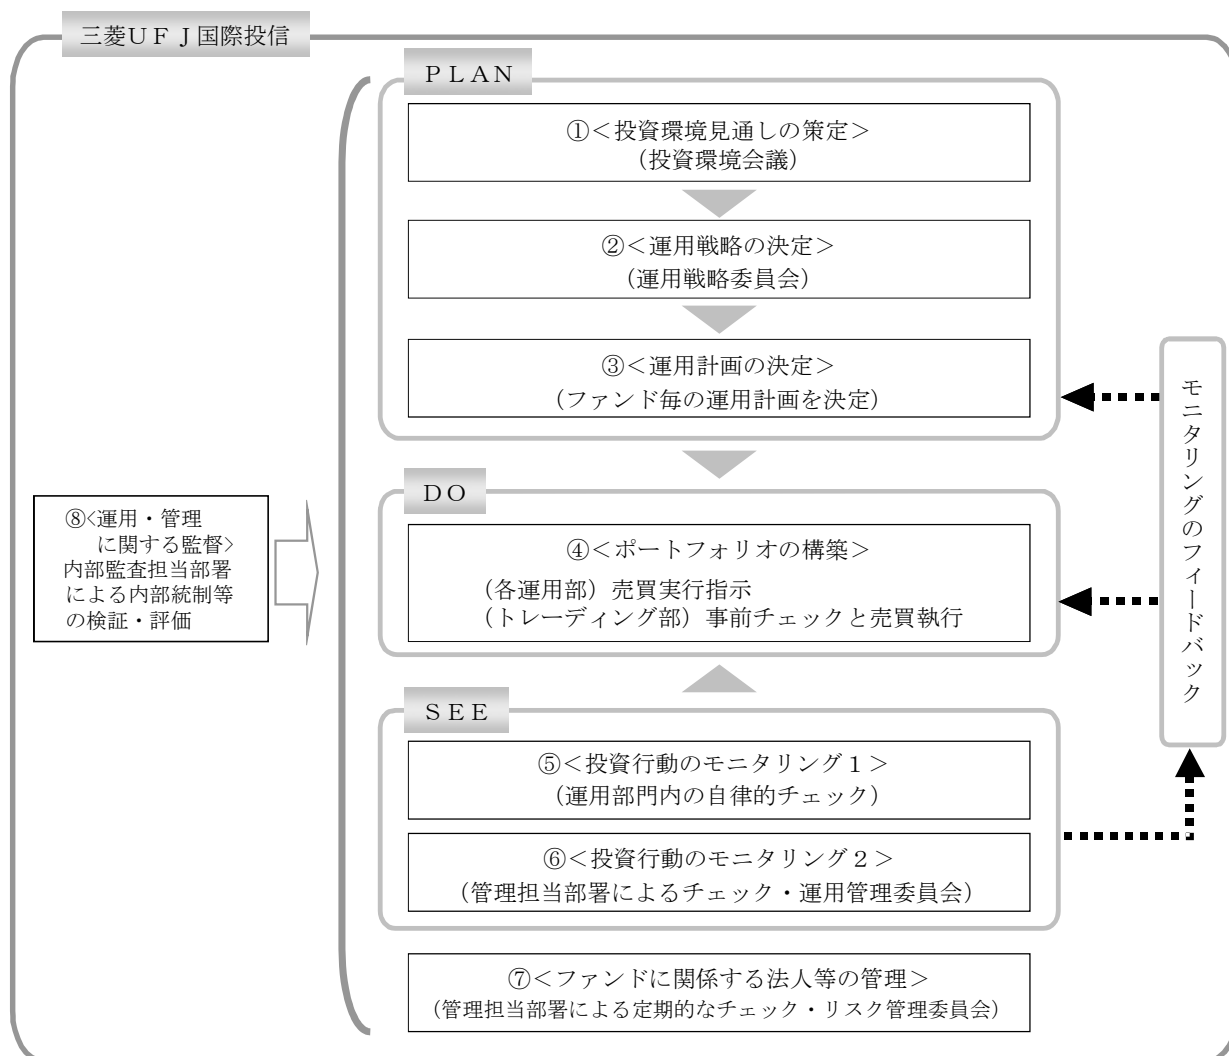 三菱ＵＦＪ国際投信
ＰＬＡＮ
①＜投資環境見通しの策定＞
（投資環境会議）
②＜運用戦略の決定＞
（運用戦略委員会）
③＜運用計画の決定＞
（ファンド毎の運用計画を決定）
ＤＯ
④＜ポートフォリオの構築＞
（各運用部）売買実行指示
（トレーディング部）事前チェックと売買執行
ＳＥＥ
⑤＜投資行動のモニタリング１＞
（運用部門内の自律的チェック）
⑥＜投資行動のモニタリング２＞
（管理担当部署によるチェック・運用管理委員会）
⑦＜ファンドに関係する法人等の管理＞
（管理担当部署による定期的なチェック・リスク管理委員会）
⑧<運用・管理
に関する監督>
内部監査担当部署
による内部統制等
の検証・評価
モニタリングのフィードバック